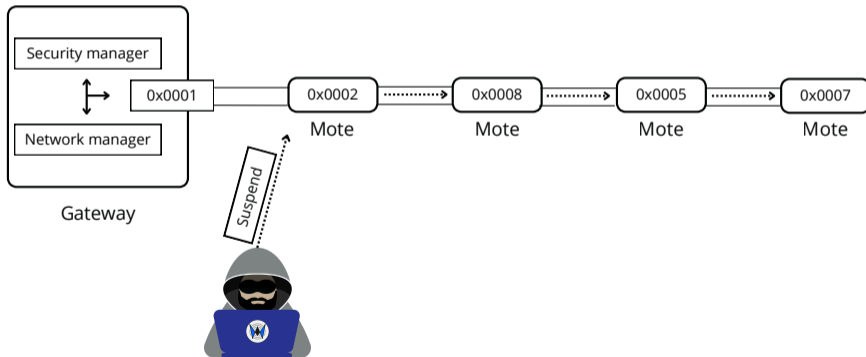 Security manager
0x0001
0x0002
0x0008
0x0005
0x0007
Network manager
Mote
Mote
Mote
Mote
Suspend
Gateway